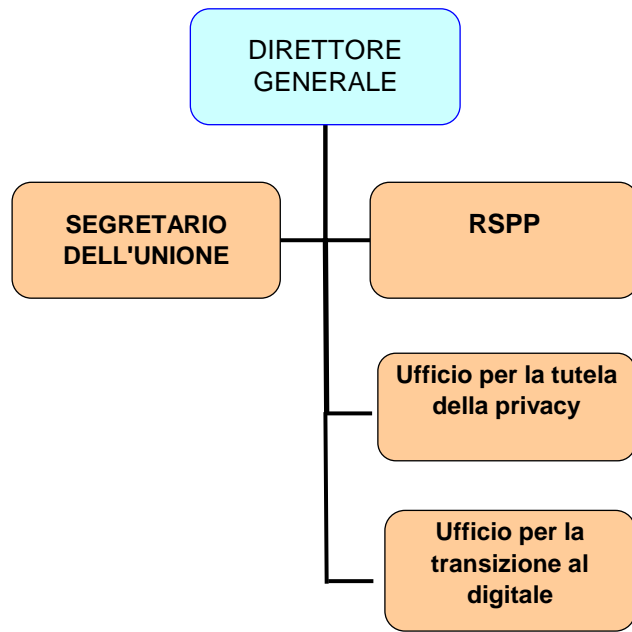 DIRETTORE
GENERALE
SEGRETARIO
DELL'UNIONE
RSPP
Ufficio per la tutela
della privacy
Ufficio per la
transizione al
digitale